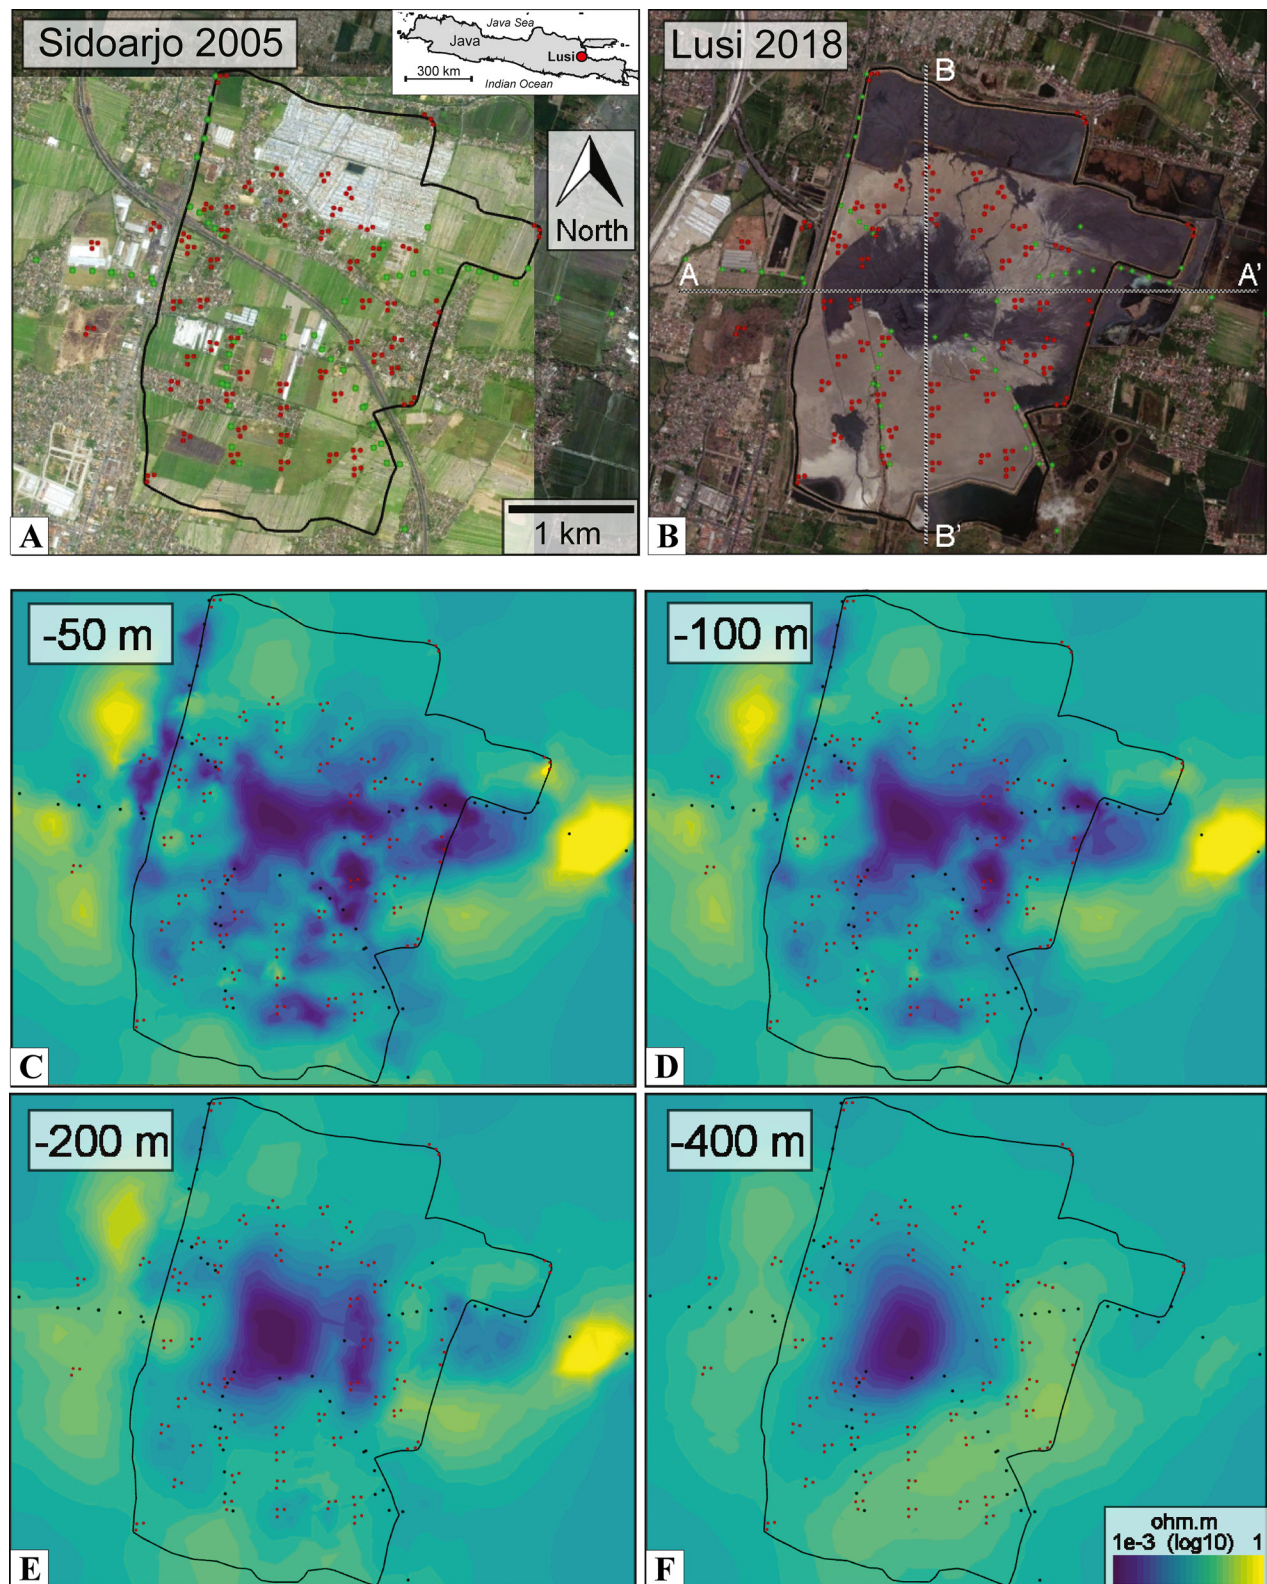 Sidoarjo 2005
Java Sea
Java
Lusi
300 km
Indian Ocean
North
1 km
A
Lusi 2018
B
A
A'
B'
B
-50 m
C
-100 m
D
-200 m
E
-400 m
ohm.m
1e-3 (log10) 1
F